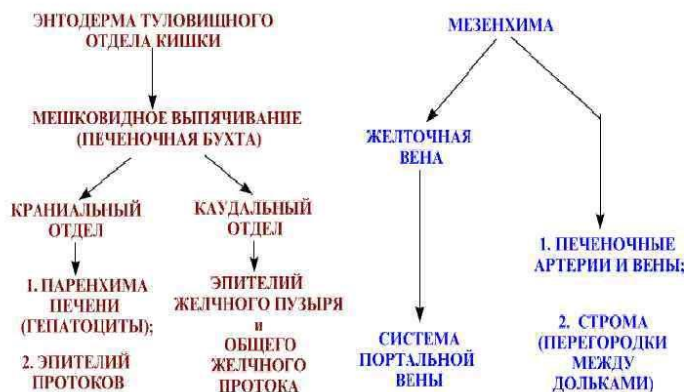 ЭНТОДЕРМА ТУЛОВИЩНОГО
ОТДЕЛА КИШКИ
МЕШКОВИДНОЕ ВЫПЯЧИВАНИЕ
(ПЕЧЕНОЧНАЯ БУХТА)
КРАНИАЛЬНЫЙ
ОТДЕЛ
1. ПАРЕНХИМА
ПЕЧЕНИ
(ГЕПАТОЦИТЫ);
2. ЭПИТЕЛИЙ
ПРОТОКОВ
КАУДАЛЬНЫЙ
ОТДЕЛ
ЭПИТЕЛИЙ
ЖЕЛЧНОГО ПУЗЫРЯ
и
ОБЩЕГО
ЖЕЛЧНОГО
ПРОТОКА
МЕЗЕНХИМА
ЖЕЛТОЧНАЯ
ВЕНА
СИСТЕМА
ПОРТАЛЬНОЙ
ВЕНЫ
1. ПЕЧЕНОЧНЫЕ
АРТЕРИИ И ВЕНЫ;
2. СТРОМА
(ПЕРЕГОРОДКИ
МЕЖДУ
ДОЛЬКАМИ)